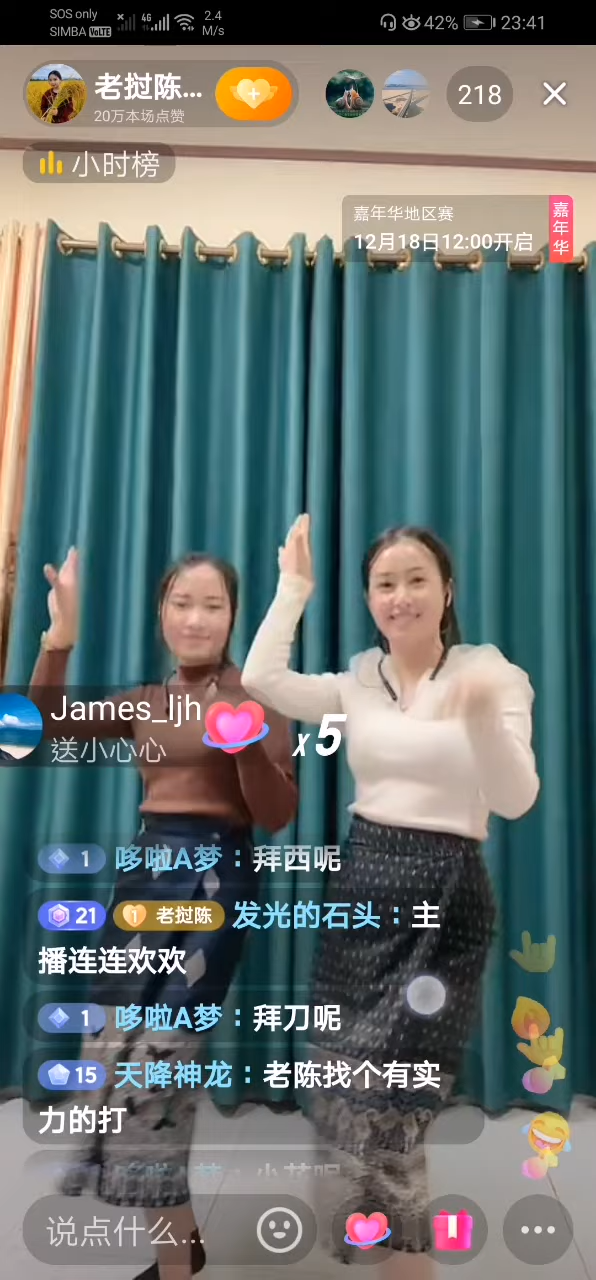 SOS only
SIMBA VoLTE
4G
2.4
M/s
42%
23:41
老挝陈...
20万本场点赞
218
小时榜
嘉年华地区赛
12月18日12:00开启
嘉年华
James_ljh
送小心心
x5
1 哆啦A梦：拜西呢
21 1 老挝陈 发光的石头：主
播连连欢欢
1 哆啦A梦：拜刀呢
15 天降神龙：老陈找个有实
力的打
说点什么...